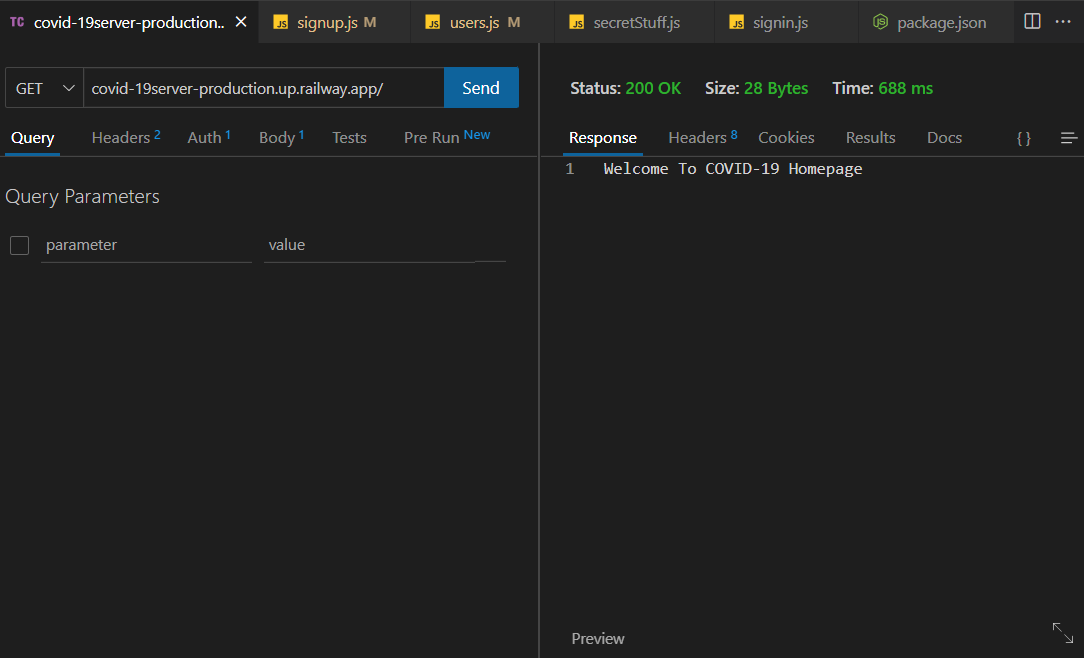 TC covid-19server-production.. × JS signup.js M JS users.js M JS secretStuff.js JS signin.js JS package.json ...
GET covid-19server-production.up.railway.app/ Send
Status: 200 OK Size: 28 Bytes Time: 688 ms
Query Headers 2 Auth 1 Body 1 Tests Pre Run New
Response Headers 8 Cookies Results Docs { }
1 Welcome To COVID-19 Homepage
Query Parameters
parameter value
Preview